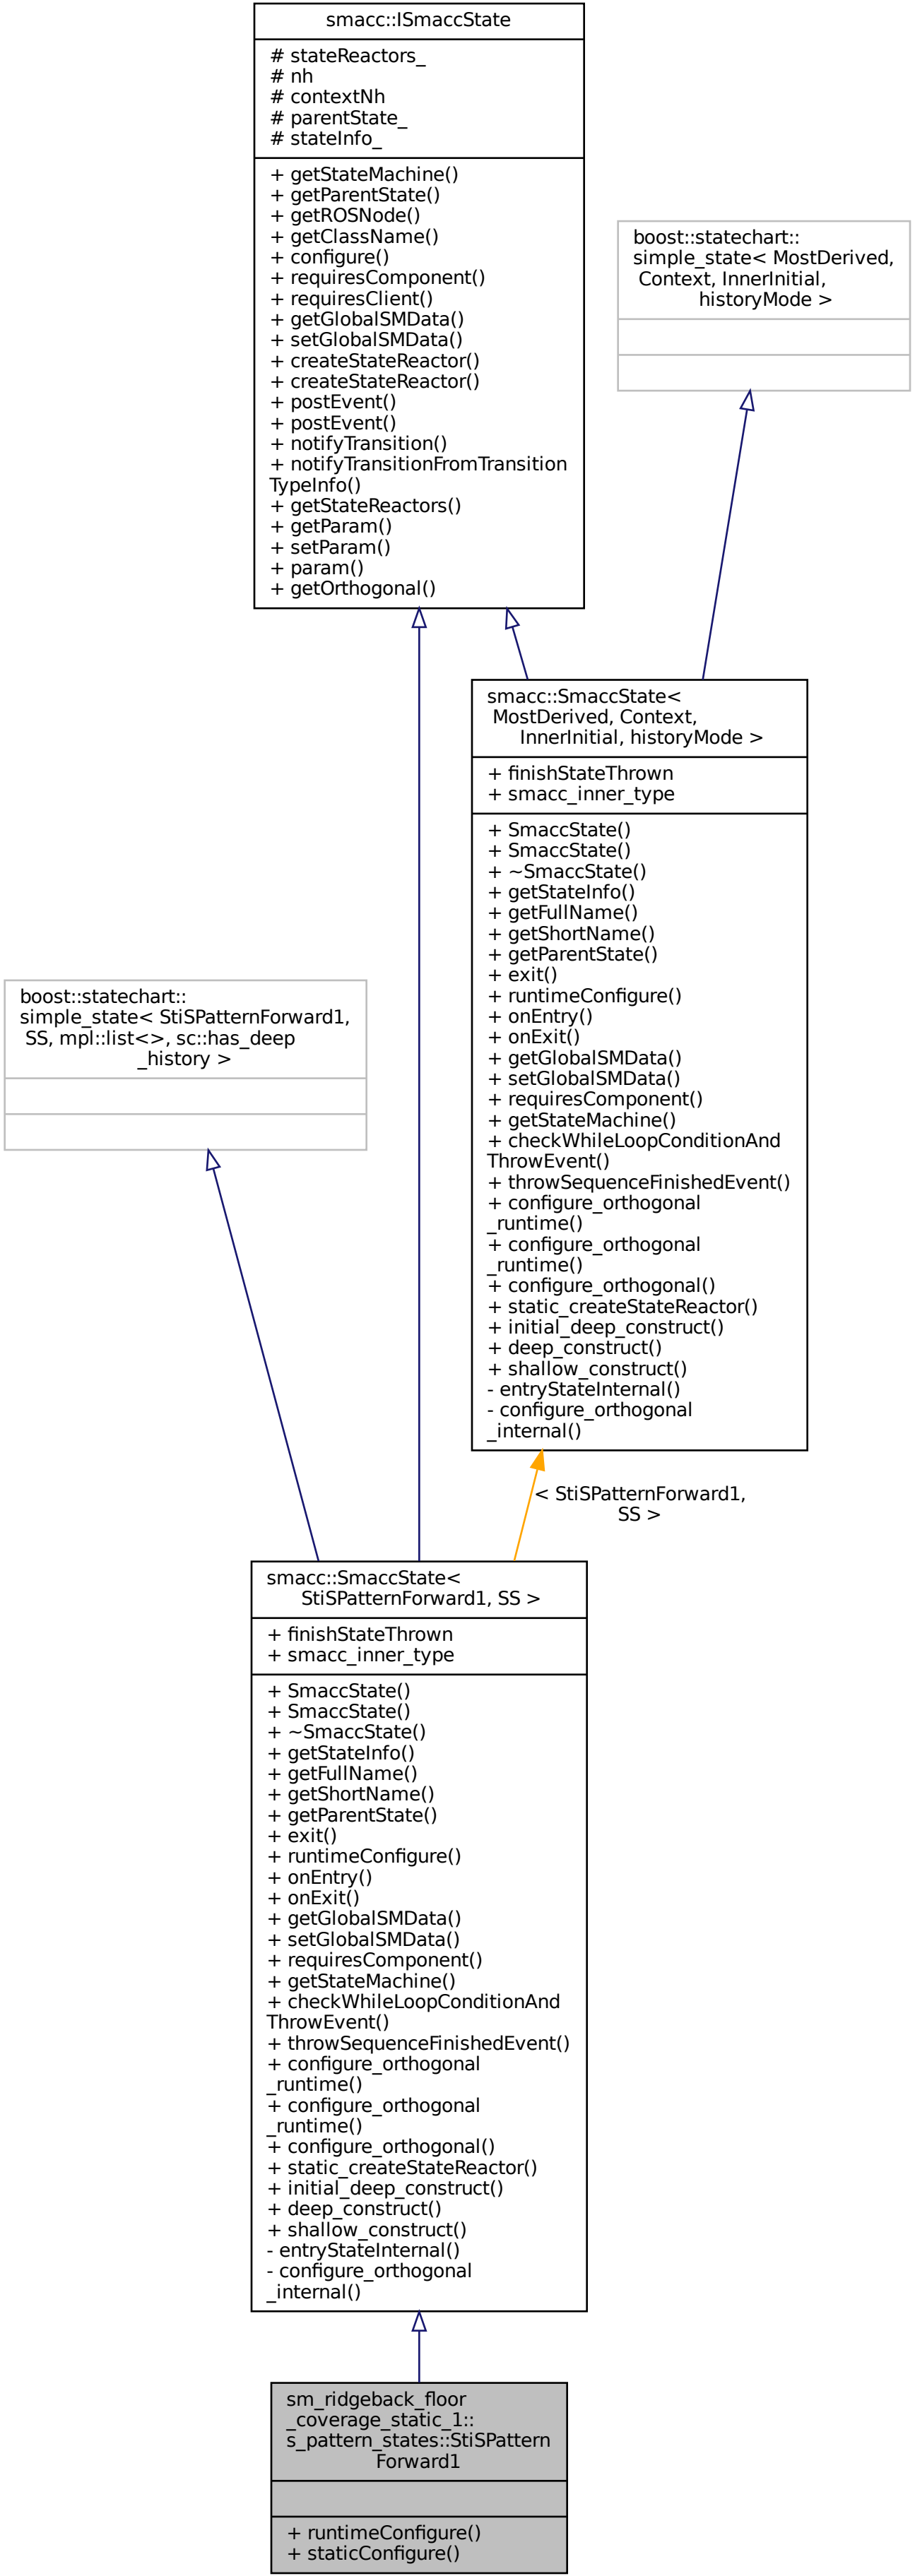 smacc::ISmaccState
# stateReactors_
# nh
# contextNh
# parentState_
# stateInfo_
+ getStateMachine()
+ getParentState()
+ getROSNode()
+ getClassName()
+ configure()
+ requiresComponent()
+ requiresClient()
+ getGlobalSMData()
+ setGlobalSMData()
+ createStateReactor()
+ createStateReactor()
+ postEvent()
+ postEvent()
+ notifyTransition()
+ notifyTransitionFromTransition
TypeInfo()
+ getStateReactors()
+ getParam()
+ setParam()
+ param()
+ getOrthogonal()
boost::statechart::
simple_state< MostDerived,
Context, InnerInitial,
historyMode >
smacc::SmaccState<
MostDerived, Context,
InnerInitial, historyMode >
+ finishStateThrown
+ smacc_inner_type
+ SmaccState()
+ SmaccState()
+ ~SmaccState()
+ getStateInfo()
+ getFullName()
+ getShortName()
+ getParentState()
+ exit()
+ runtimeConfigure()
+ onEntry()
+ onExit()
+ getGlobalSMData()
+ setGlobalSMData()
+ requiresComponent()
+ getStateMachine()
+ checkWhileLoopConditionAnd
ThrowEvent()
+ throwSequenceFinishedEvent()
+ configure_orthogonal
_runtime()
+ configure_orthogonal
_runtime()
+ configure_orthogonal()
+ static_createStateReactor()
+ initial_deep_construct()
+ deep_construct()
+ shallow_construct()
- entryStateInternal()
- configure_orthogonal
_internal()
boost::statechart::
simple_state< StiSPatternForward1,
SS, mpl::list<>, sc::has_deep
_history >
< StiSPatternForward1,
SS >
smacc::SmaccState<
StiSPatternForward1, SS >
+ finishStateThrown
+ smacc_inner_type
+ SmaccState()
+ SmaccState()
+ ~SmaccState()
+ getStateInfo()
+ getFullName()
+ getShortName()
+ getParentState()
+ exit()
+ runtimeConfigure()
+ onEntry()
+ onExit()
+ getGlobalSMData()
+ setGlobalSMData()
+ requiresComponent()
+ getStateMachine()
+ checkWhileLoopConditionAnd
ThrowEvent()
+ throwSequenceFinishedEvent()
+ configure_orthogonal
_runtime()
+ configure_orthogonal
_runtime()
+ configure_orthogonal()
+ static_createStateReactor()
+ initial_deep_construct()
+ deep_construct()
+ shallow_construct()
- entryStateInternal()
- configure_orthogonal
_internal()
sm_ridgeback_floor
_coverage_static_1::
s_pattern_states::StiSPattern
Forward1
+ runtimeConfigure()
+ staticConfigure()